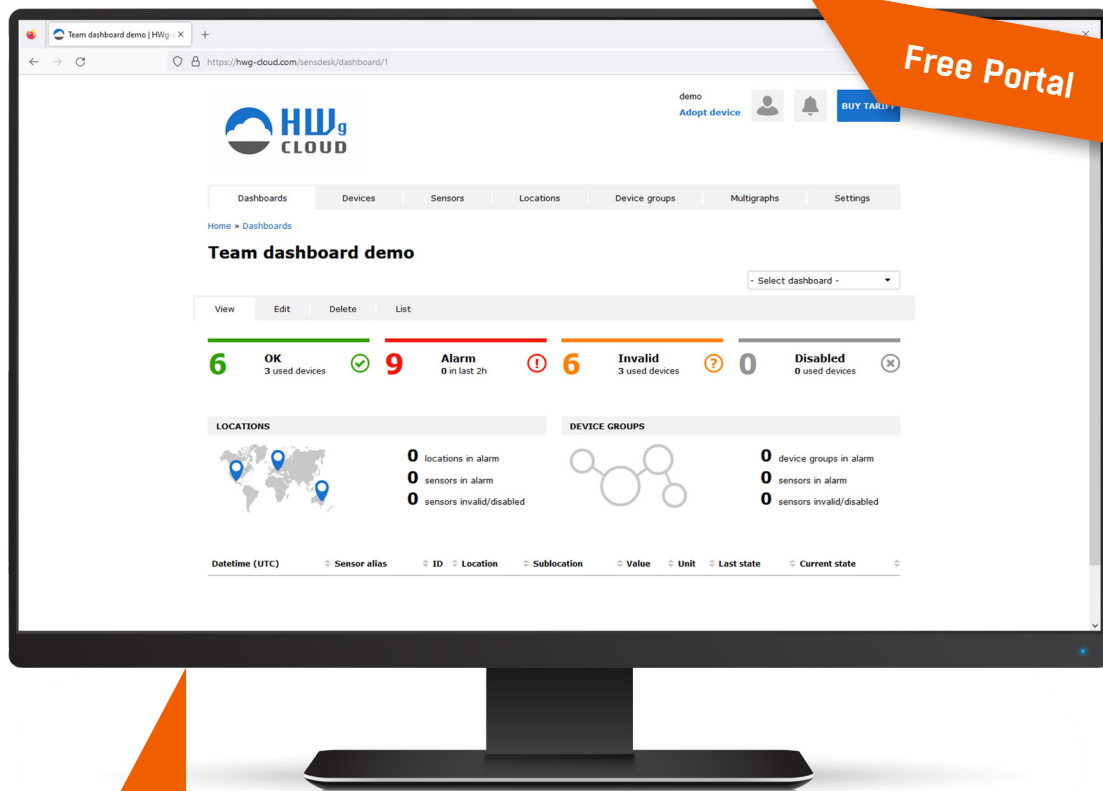 Free Portal
Team dashboard demo | HWg-c
https://hwg-cloud.com/sensdesk/dashboard/1
HWg
CLOUD
demo
Adopt device
BUY TARIFF
Dashboards Devices Sensors Locations Device groups Multigraphs Settings
Home » Dashboards
Team dashboard demo
- Select dashboard -
View Edit Delete List
6 OK 9 Alarm 6 Invalid 0 Disabled
3 used devices 0 in last 2h 3 used devices 0 used devices
LOCATIONS DEVICE GROUPS
0 locations in alarm 0 device groups in alarm
0 sensors in alarm 0 sensors in alarm
0 sensors invalid/disabled 0 sensors invalid/disabled
Datetime (UTC) Sensor alias ID Location Sublocation Value Unit Last state Current state